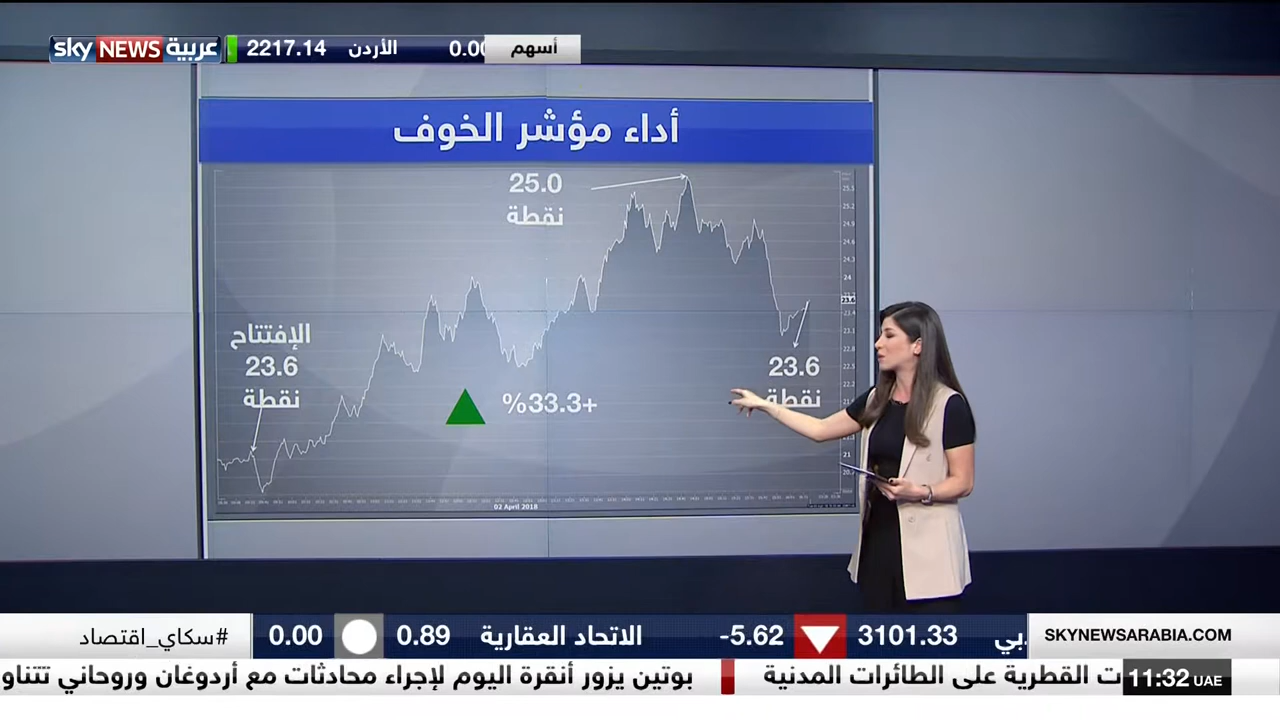 sky NEWS عربية
2217.14 الأردن 0.00 أسهم
أداء مؤشر الخوف
25.0
نقطة
الإفتتاح
23.6
نقطة
23.6
نقطة
%33.3+
02 April 2018
#سكاي_اقتصاد
0.00 0.89 الاتحاد العقارية
-5.62 3101.33 دبي
SKYNEWSARABIA.COM
ت القطرية على الطائرات المدنية
بوتين يزور أنقرة اليوم لإجراء محادثات مع أردوغان وروحاني تتناو
11:32 UAE